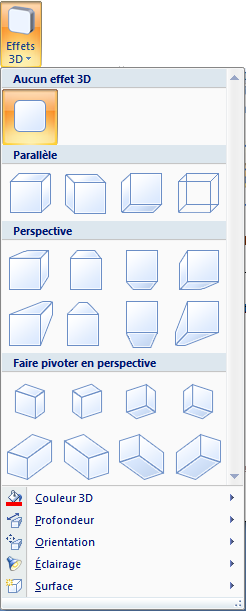 Effets
3D
Aucun effet 3D
Parallèle
Perspective
Faire pivoter en perspective
Couleur 3D
Profondeur
Orientation
Éclairage
Surface